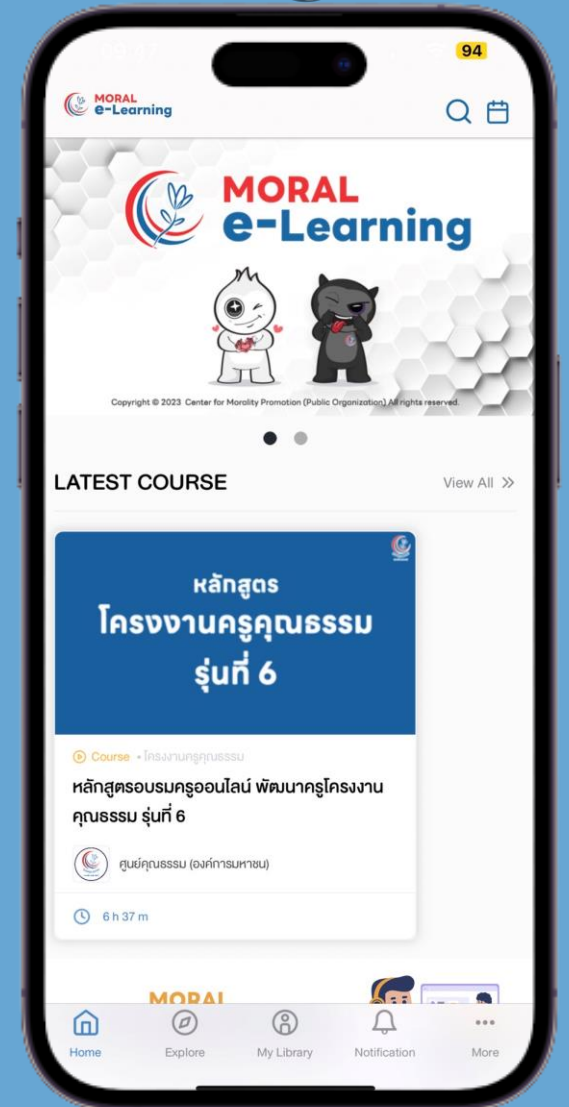 94
MORAL
e-Learning
MORAL
e-Learning
Copyright © 2023 Center for Morality Promotion (Public Organization) All rights reserved.
LATEST COURSE
View All
หลักสูตร
โครงงานครูคุณธรรม
รุ่นที่ 6
Course • โครงงานครูคุณธรรม
หลักสูตรอบรมครูออนไลน์ พัฒนาครูโครงงาน
คุณธรรม รุ่นที่ 6
ศูนย์คุณธรรม (องค์การมหาชน)
6 h 37 m
MORAL
Home
Explore
My Library
Notification
More